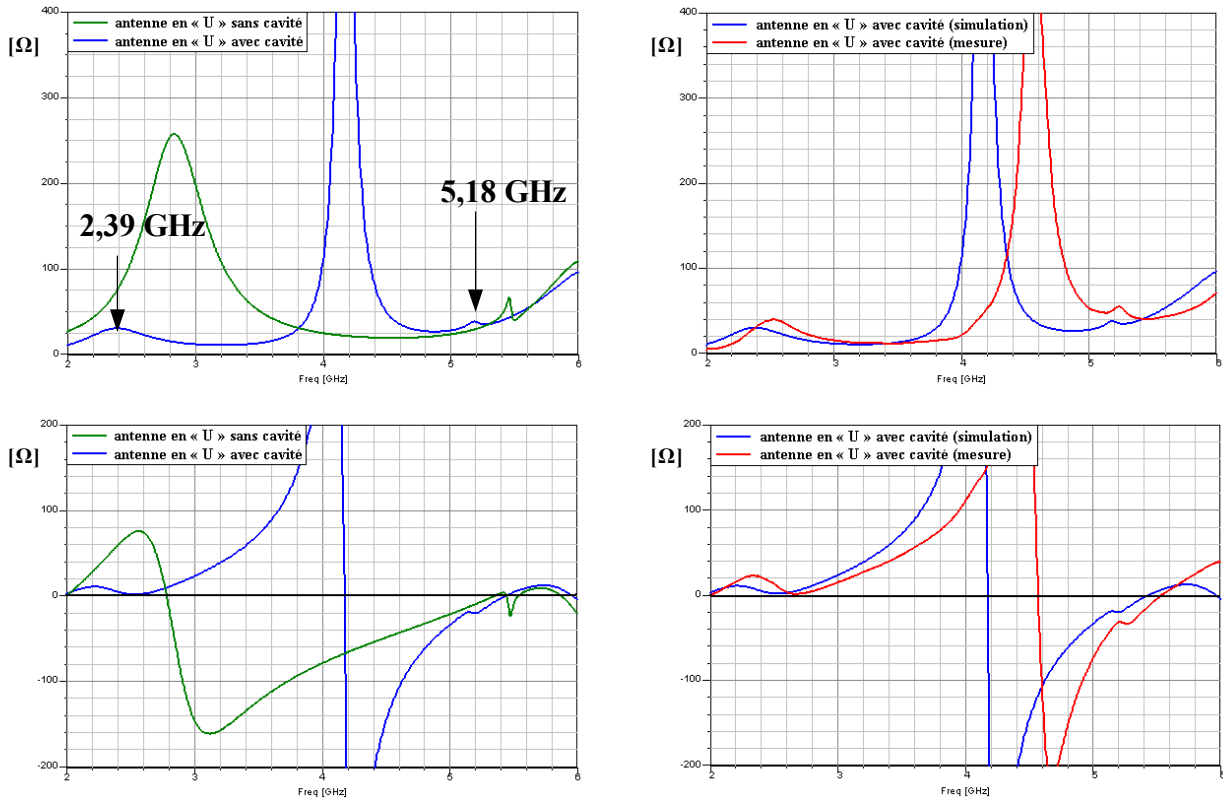 antenne en « U » sans cavité
antenne en « U » avec cavité
[Ω]
400
300
200
100
0
2,39 GHz
5,18 GHz
2
3
4
5
6
Freq [GHz]
antenne en « U » avec cavité (simulation)
antenne en « U » avec cavité (mesure)
[Ω]
400
300
200
100
0
2
3
4
5
6
Freq [GHz]
antenne en « U » sans cavité
antenne en « U » avec cavité
[Ω]
200
100
0
-100
-200
2
3
4
5
6
Freq [GHz]
antenne en « U » avec cavité (simulation)
antenne en « U » avec cavité (mesure)
[Ω]
200
100
0
-100
-200
2
3
4
5
6
Freq [GHz]